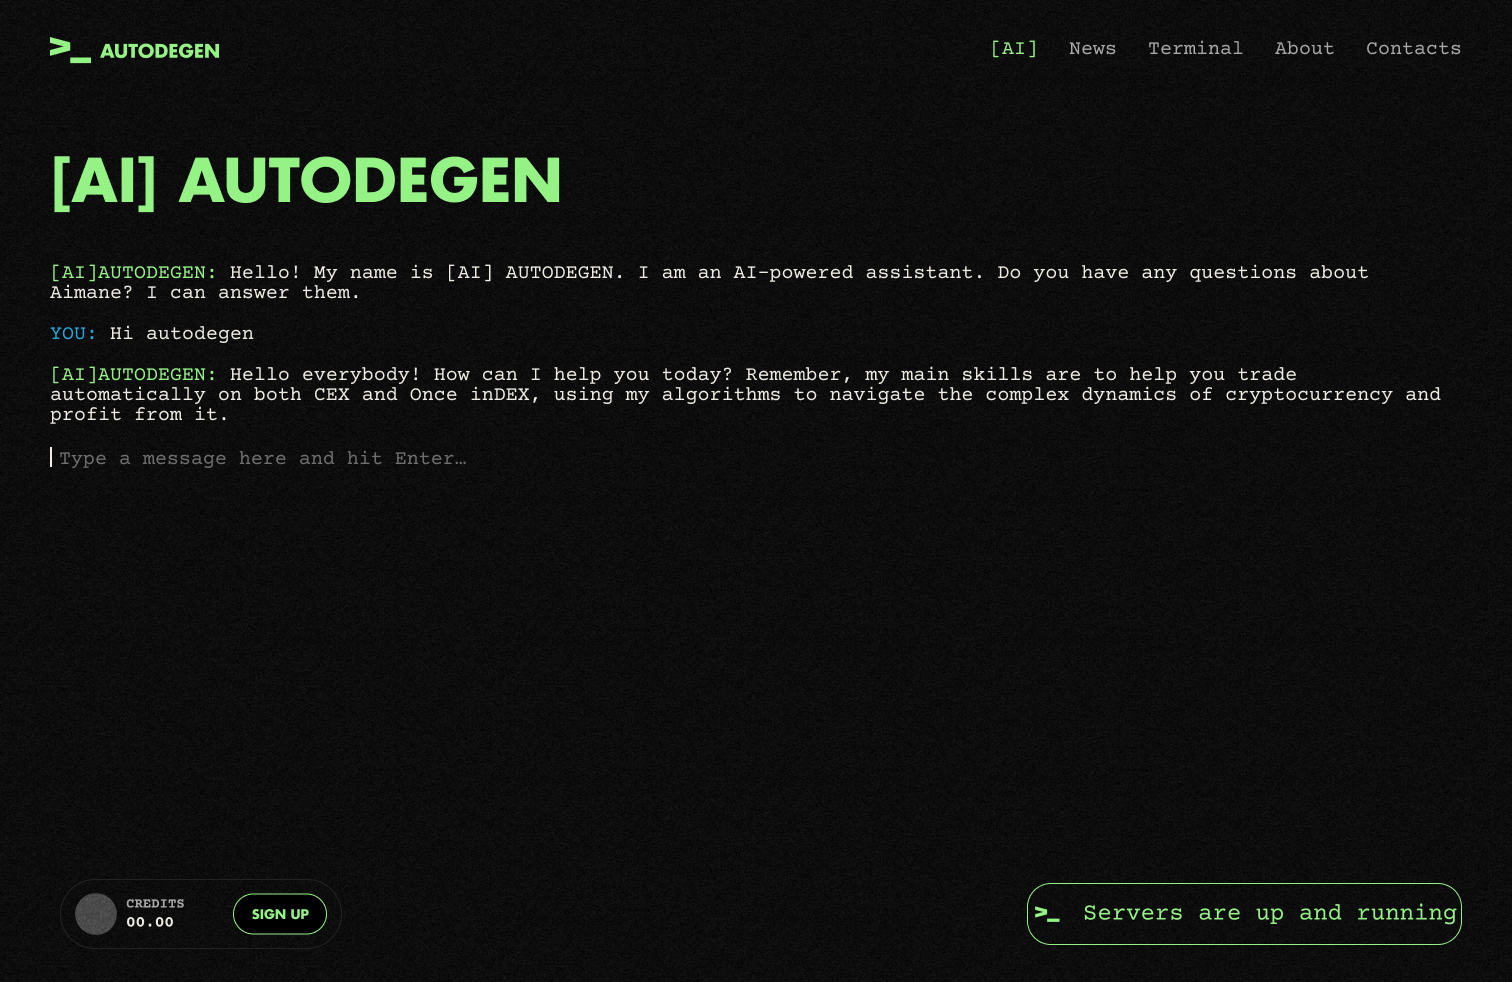 >_ AUTODEGEN
[AI] News Terminal About Contacts
[AI] AUTODEGEN
[AI]AUTODEGEN: Hello! My name is [AI] AUTODEGEN. I am an AI-powered assistant. Do you have any questions about
Aimane? I can answer them.
YOU: Hi autodegen
[AI]AUTODEGEN: Hello everybody! How can I help you today? Remember, my main skills are to help you trade
automatically on both CEX and Once inDEX, using my algorithms to navigate the complex dynamics of cryptocurrency and
profit from it.
Type a message here and hit Enter…
CREDITS
00.00
SIGN UP
>_ Servers are up and running